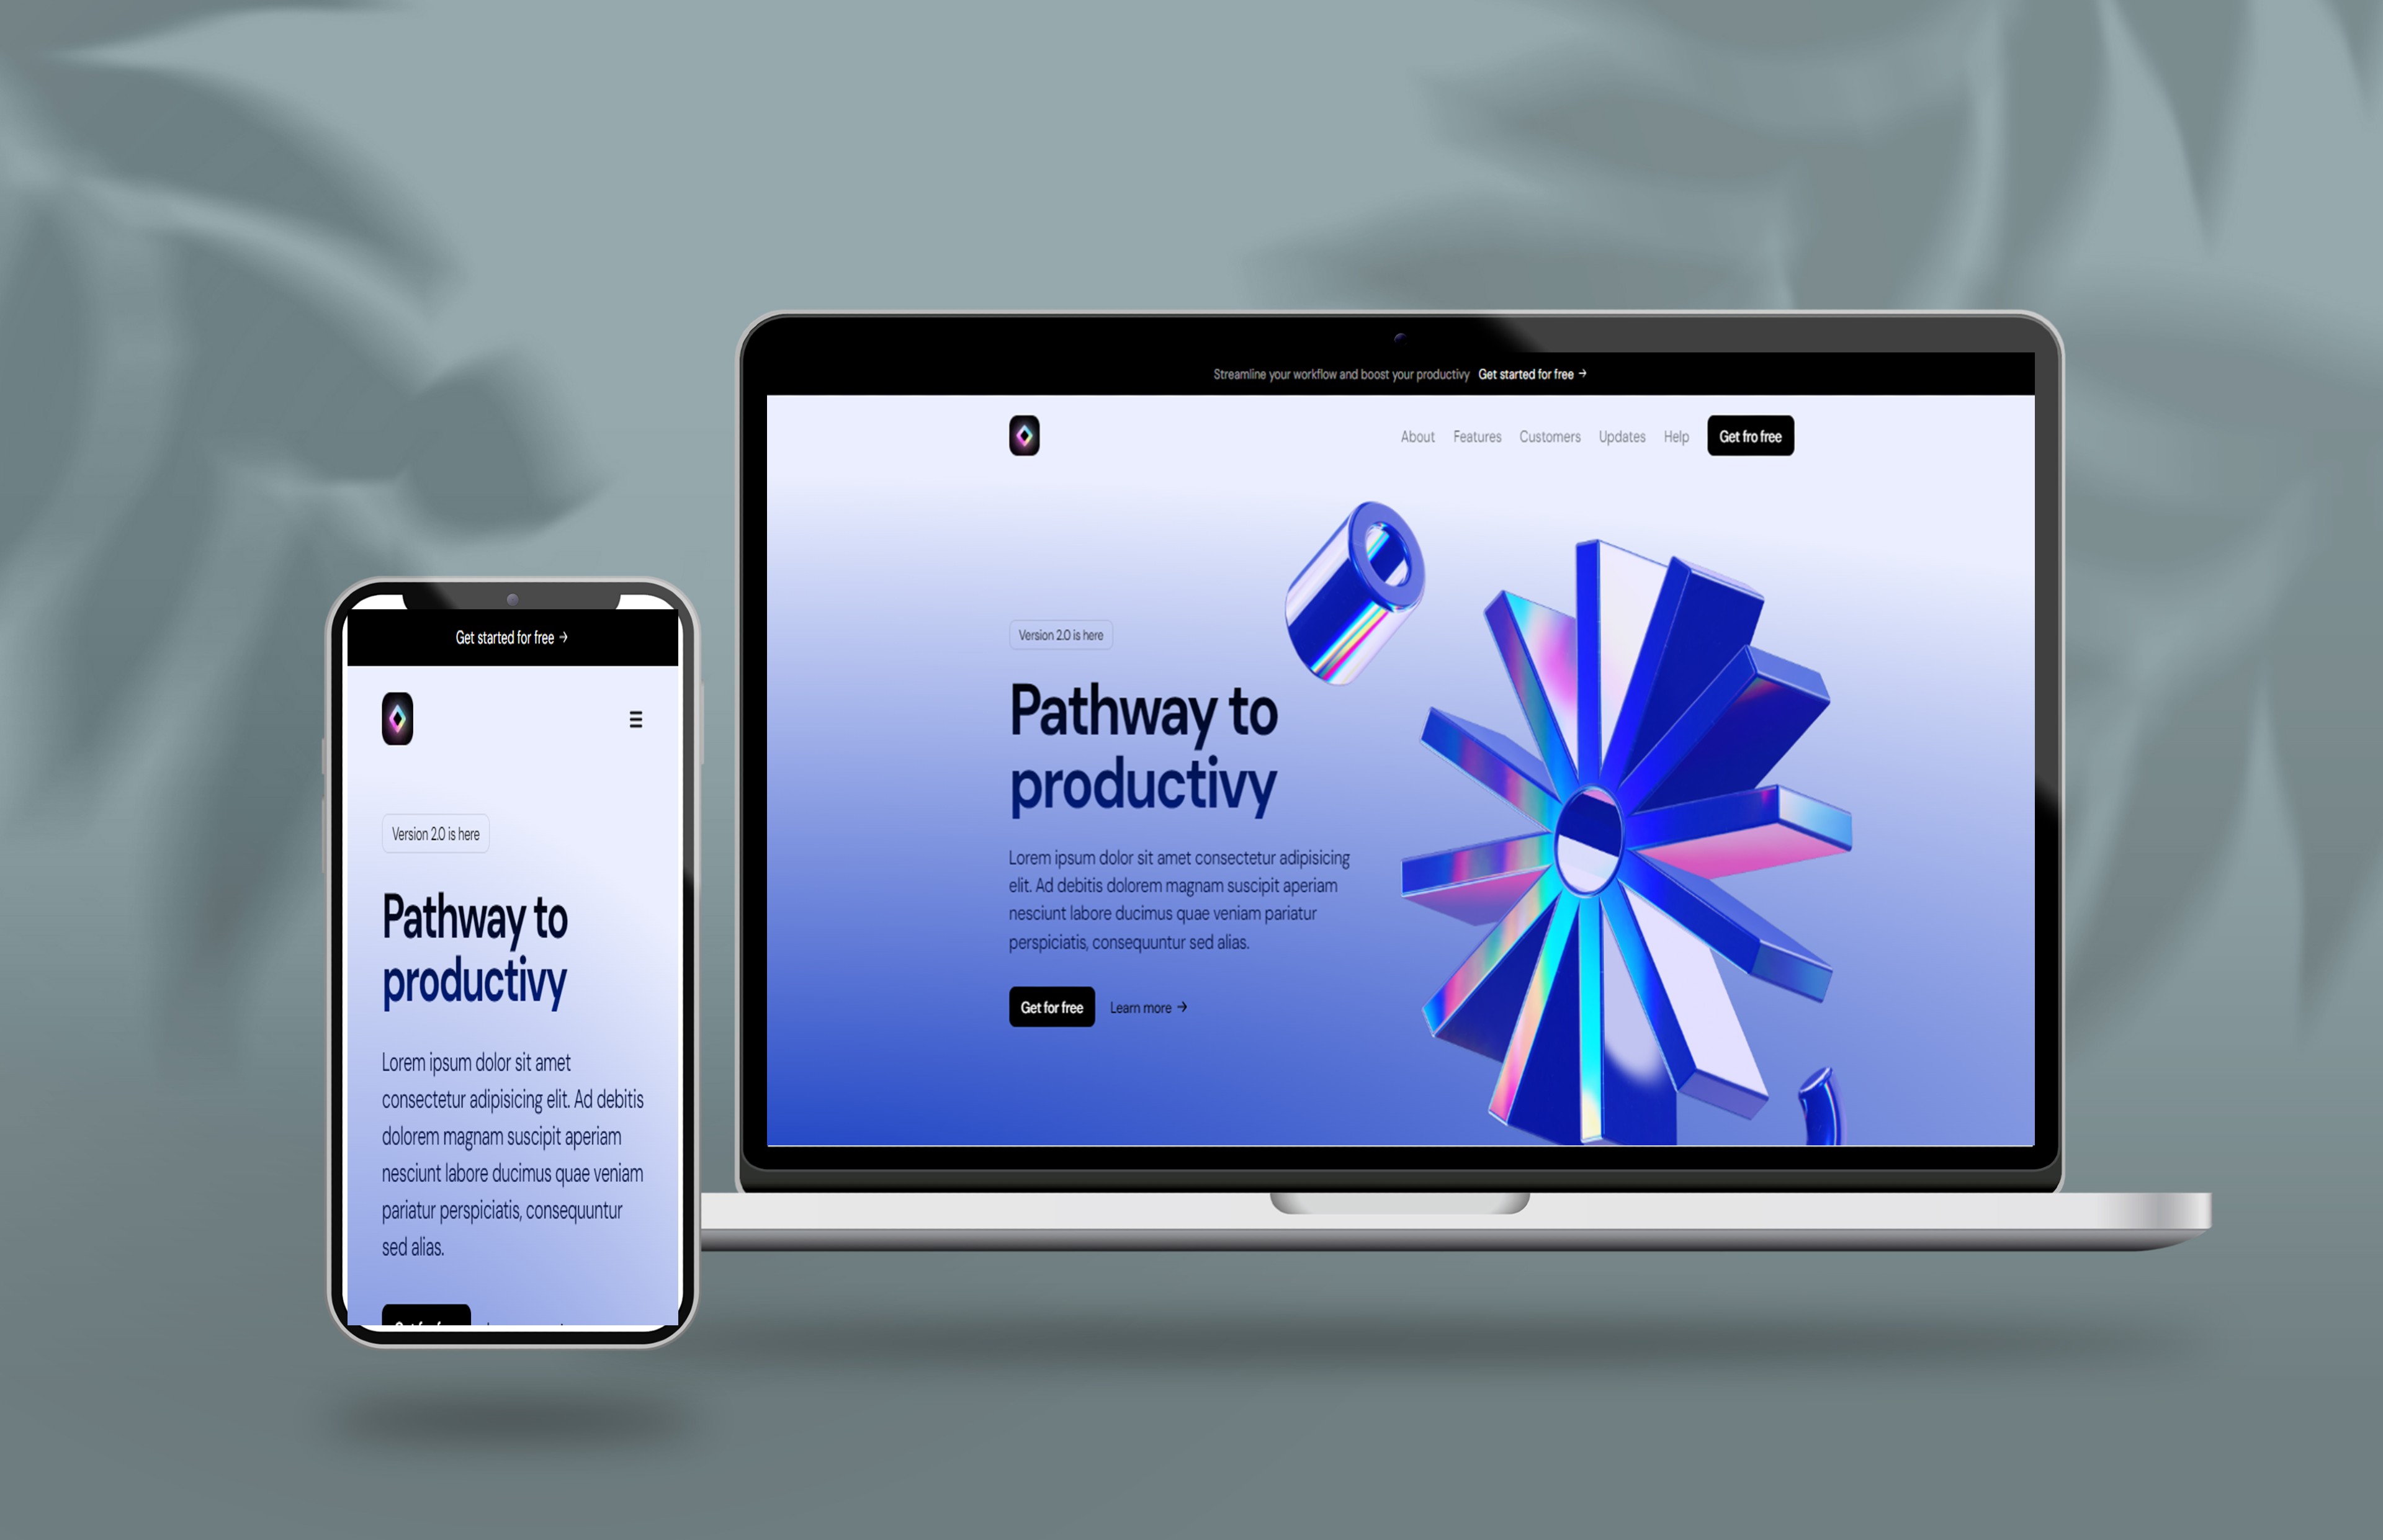 Streamline your workflow and boost your productivy Get started for free →
About Features Customers Updates Help Get fro free
Version 2.0 is here
Pathway to
productivy
Lorem ipsum dolor sit amet consectetur adipisicing
elit. Ad debitis dolorem magnam suscipit aperiam
nesciunt labore ducimus quae veniam pariatur
perspiciatis, consequuntur sed alias.
Get for free Learn more →
Get started for free →
Version 2.0 is here
Pathway to
productivy
Lorem ipsum dolor sit amet
consectetur adipisicing elit. Ad debitis
dolorem magnam suscipit aperiam
nesciunt labore ducimus quae veniam
pariatur perspiciatis, consequuntur
sed alias.